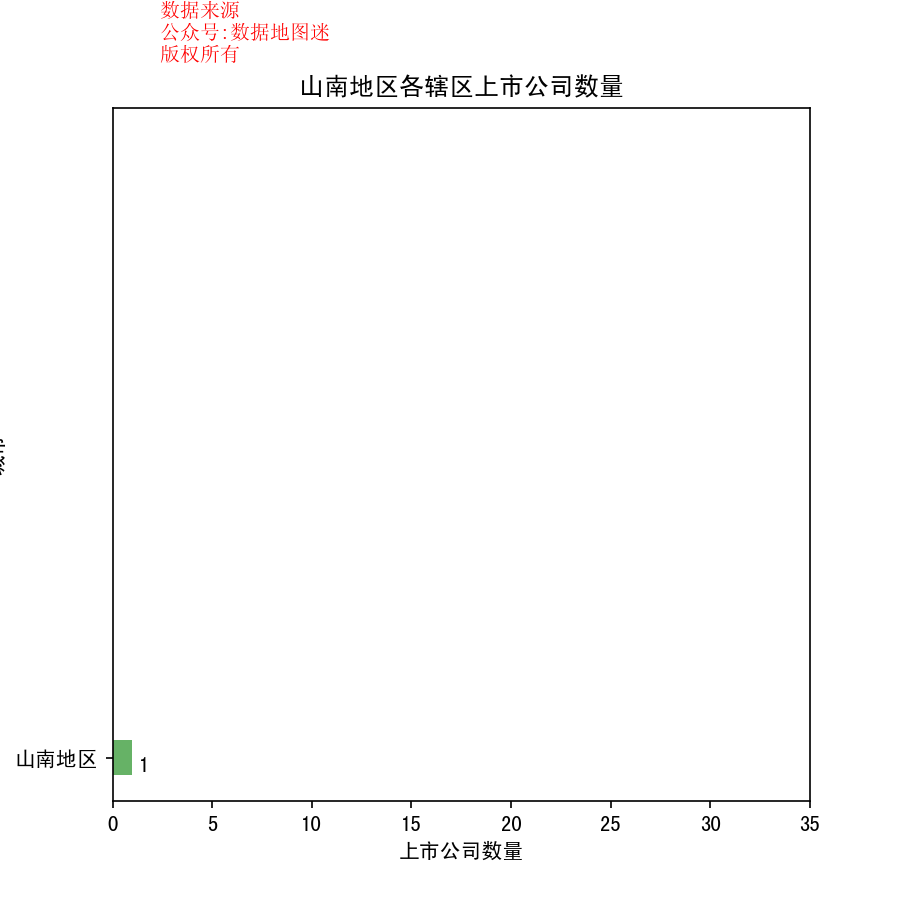 数据来源
公众号:数据地图迷
版权所有
山南地区各辖区上市公司数量
山南地区
1
0 5 10 15 20 25 30 35
上市公司数量